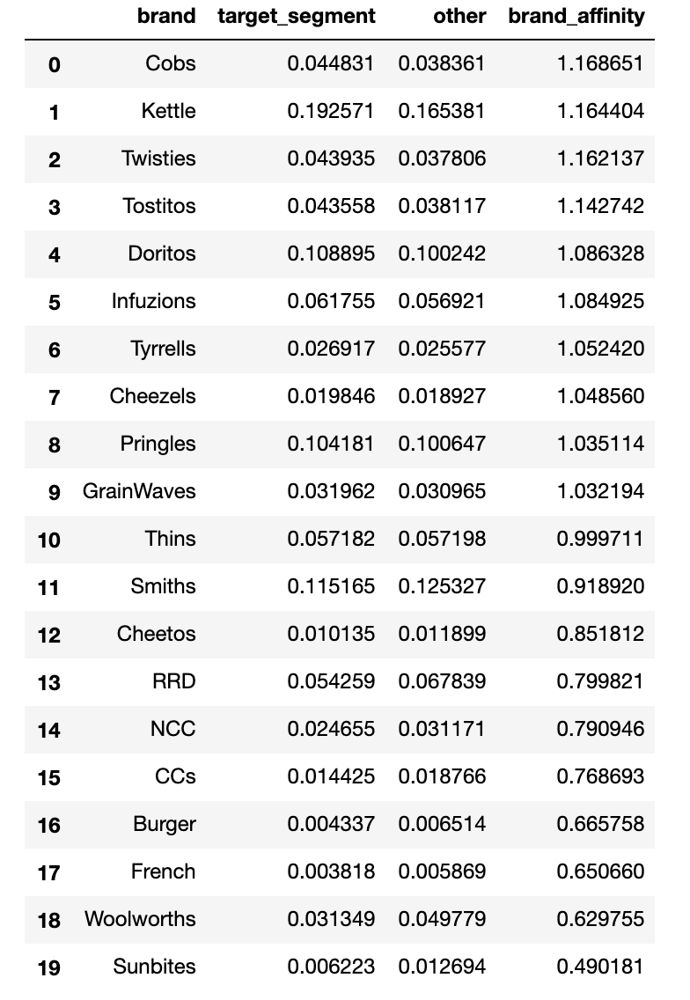 brand target_segment other brand_affinity
0 Cobs 0.044831 0.038361 1.168651
1 Kettle 0.192571 0.165381 1.164404
2 Twisties 0.043935 0.037806 1.162137
3 Tostitos 0.043558 0.038117 1.142742
4 Doritos 0.108895 0.100242 1.086328
5 Infuzions 0.061755 0.056921 1.084925
6 Tyrrells 0.026917 0.025577 1.052420
7 Cheezels 0.019846 0.018927 1.048560
8 Pringles 0.104181 0.100647 1.035114
9 GrainWaves 0.031962 0.030965 1.032194
10 Thins 0.057182 0.057198 0.999711
11 Smiths 0.115165 0.125327 0.918920
12 Cheetos 0.010135 0.011899 0.851812
13 RRD 0.054259 0.067839 0.799821
14 NCC 0.024655 0.031171 0.790946
15 CCs 0.014425 0.018766 0.768693
16 Burger 0.004337 0.006514 0.665758
17 French 0.003818 0.005869 0.650660
18 Woolworths 0.031349 0.049779 0.629755
19 Sunbites 0.006223 0.012694 0.490181